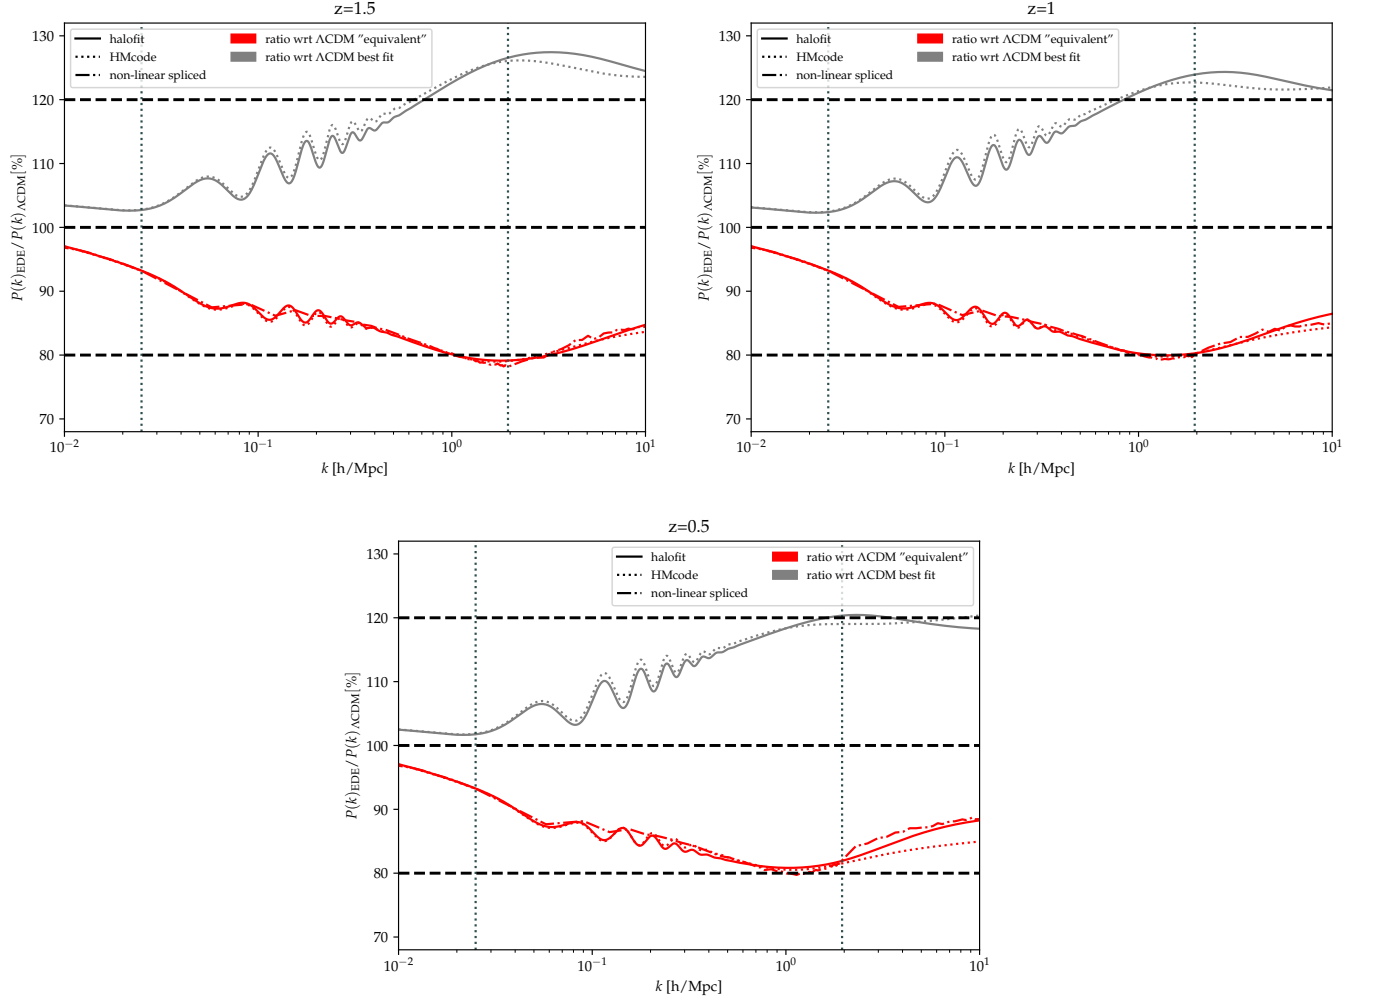 z=1.5
130
120
110
100
90
80
70
P(k)EDE/P(k)ΛCDM[%]
halofit
HMcode
non-linear spliced
ratio wrt ΛCDM ”equivalent”
ratio wrt ΛCDM best fit
10−2
10−1
100
101
k [h/Mpc]
z=1
130
120
110
100
90
80
70
P(k)EDE/P(k)ΛCDM[%]
halofit
HMcode
non-linear spliced
ratio wrt ΛCDM ”equivalent”
ratio wrt ΛCDM best fit
10−2
10−1
100
101
k [h/Mpc]
z=0.5
130
120
110
100
90
80
70
P(k)EDE/P(k)ΛCDM[%]
halofit
HMcode
non-linear spliced
ratio wrt ΛCDM ”equivalent”
ratio wrt ΛCDM best fit
10−2
10−1
100
101
k [h/Mpc]